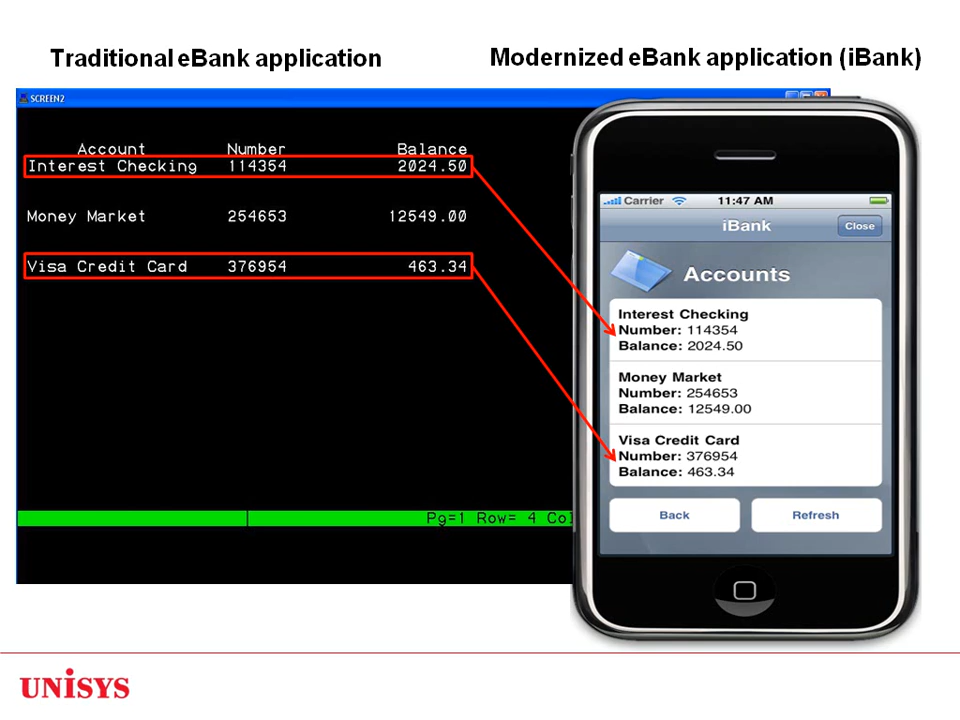 Traditional eBank application
Modernized eBank application (iBank)
SCREEN2
Account Number Balance
Interest Checking 114354 2024.50
Money Market 254653 12549.00
Visa Credit Card 376954 463.34
Pg=1 Row= 4 Col
Carrier 11:47 AM
iBank Close
Accounts
Interest Checking
Number: 114354
Balance: 2024.50
Money Market
Number: 254653
Balance: 12549.00
Visa Credit Card
Number: 376954
Balance: 463.34
Back Refresh
UNISYS